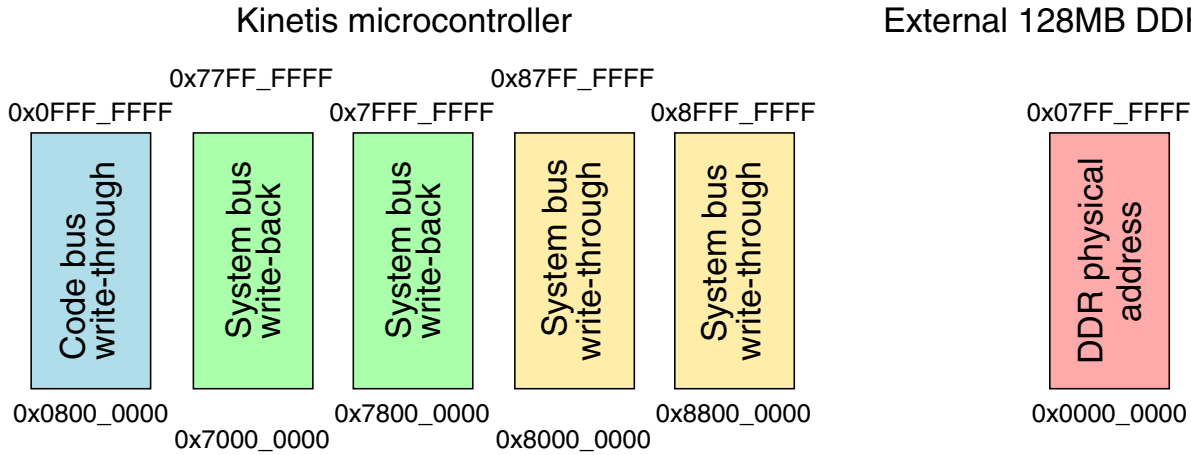 Kinetis microcontroller
External 128MB DD
0x77FF_FFFF
0x87FF_FFFF
0x0FFF_FFFF
0x7FFF_FFFF
0x8FFF_FFFF
0x07FF_FFFF
Code bus
write-through
System bus
write-back
System bus
write-back
System bus
write-through
System bus
write-through
DDR physical
address
0x0800_0000
0x7800_0000
0x8800_0000
0x0000_0000
0x7000_0000
0x8000_0000